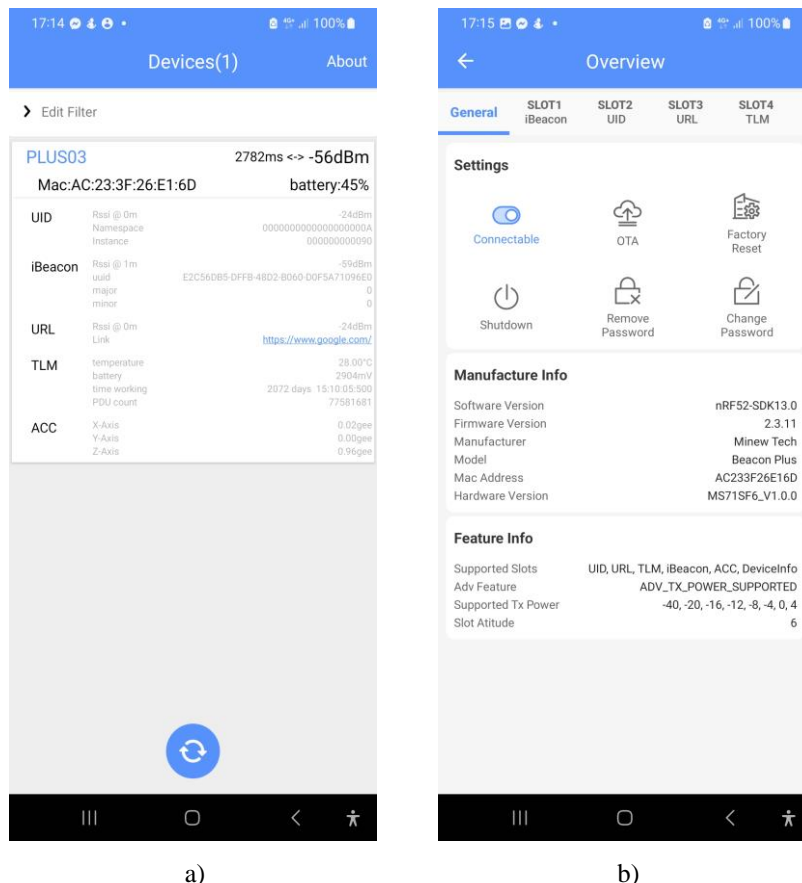 17:14
100%
Devices(1)
About
Edit Filter
PLUS03 2782ms <-> -56dBm
Mac:AC:23:3F:26:E1:6D battery:45%
UID Rssi @ 0m -24dBm
Namespace 0000000000000000000A
Instance 000000000090
iBeacon Rssi @ 1m -59dBm
uuid E2C56DB5-DFFB-48D2-B060-D0F5A71096E0
major 0
minor 0
URL Rssi @ 0m -24dBm
Link https://www.google.com/
TLM temperature 28.00°C
battery 2904mV
time working 2072 days 15:10:05:500
PDU count 77581681
ACC X-Axis 0.02gee
Y-Axis 0.00gee
Z-Axis 0.96gee
a)
17:15
100%
Overview
General SLOT1 SLOT2 SLOT3 SLOT4
iBeacon UID URL TLM
Settings
Connectable OTA Factory
Reset
Shutdown Remove Change
Password Password
Manufacture Info
Software Version nRF52-SDK13.0
Firmware Version 2.3.11
Manufacturer Minew Tech
Model Beacon Plus
Mac Address AC233F26E16D
Hardware Version MS71SF6_V1.0.0
Feature Info
Supported Slots UID, URL, TLM, iBeacon, ACC, DeviceInfo
Adv Feature ADV_TX_POWER_SUPPORTED
Supported Tx Power -40, -20, -16, -12, -8, -4, 0, 4
Slot Atitude 6
b)